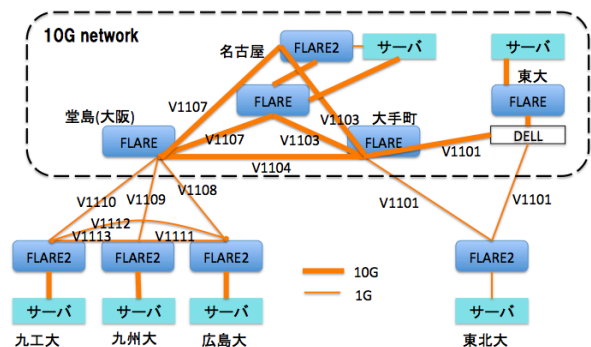 10G network
名古屋
FLARE2
サーバ
サーバ
東大
V1107
FLARE
FLARE
堂島(大阪)
V1103
大手町
FLARE
V1107
V1103
FLARE
DELL
V1101
V1104
V1110
V1109
V1108
V1112
V1113
V1111
V1101
V1101
FLARE2
FLARE2
FLARE2
FLARE2
10G
1G
サーバ
サーバ
サーバ
サーバ
九工大
九州大
広島大
東北大